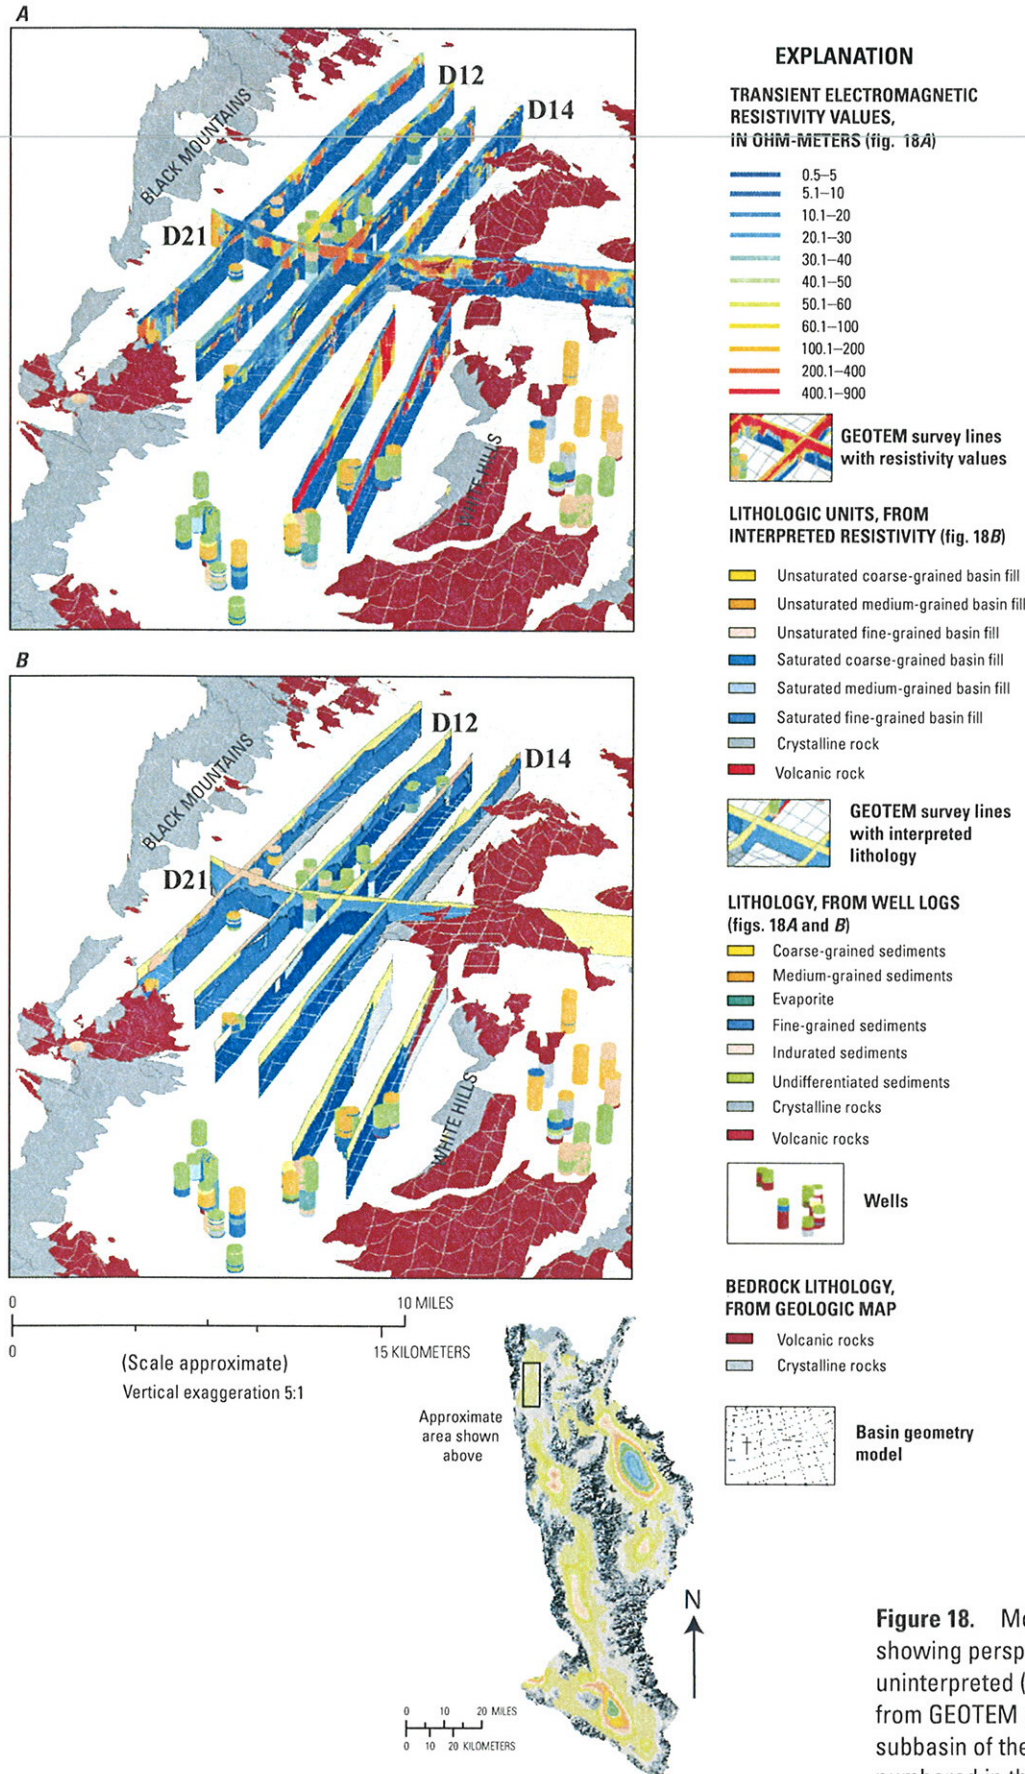 A
BLACK MOUNTAINS
D12
D14
D21
WHITE HILLS
B
BLACK MOUNTAINS
D12
D14
D21
WHITE HILLS
0 10 MILES
0 15 KILOMETERS
(Scale approximate)
Vertical exaggeration 5:1
Approximate
area shown
above
N
0 10 20 MILES
0 10 20 KILOMETERS
EXPLANATION
TRANSIENT ELECTROMAGNETIC
RESISTIVITY VALUES,
IN OHM-METERS (fig. 18A)
0.5–5
5.1–10
10.1–20
20.1–30
30.1–40
40.1–50
50.1–60
60.1–100
100.1–200
200.1–400
400.1–900
GEOTEM survey lines
with resistivity values
LITHOLOGIC UNITS, FROM
INTERPRETED RESISTIVITY (fig. 18B)
Unsaturated coarse-grained basin fill
Unsaturated medium-grained basin fill
Unsaturated fine-grained basin fill
Saturated coarse-grained basin fill
Saturated medium-grained basin fill
Saturated fine-grained basin fill
Crystalline rock
Volcanic rock
GEOTEM survey lines
with interpreted
lithology
LITHOLOGY, FROM WELL LOGS
(figs. 18A and B)
Coarse-grained sediments
Medium-grained sediments
Evaporite
Fine-grained sediments
Indurated sediments
Undifferentiated sediments
Crystalline rocks
Volcanic rocks
Wells
BEDROCK LITHOLOGY,
FROM GEOLOGIC MAP
Volcanic rocks
Crystalline rocks
Basin geometry
model
Figure 18. Mo
showing persp
uninterpreted (
from GEOTEM
subbasin of the